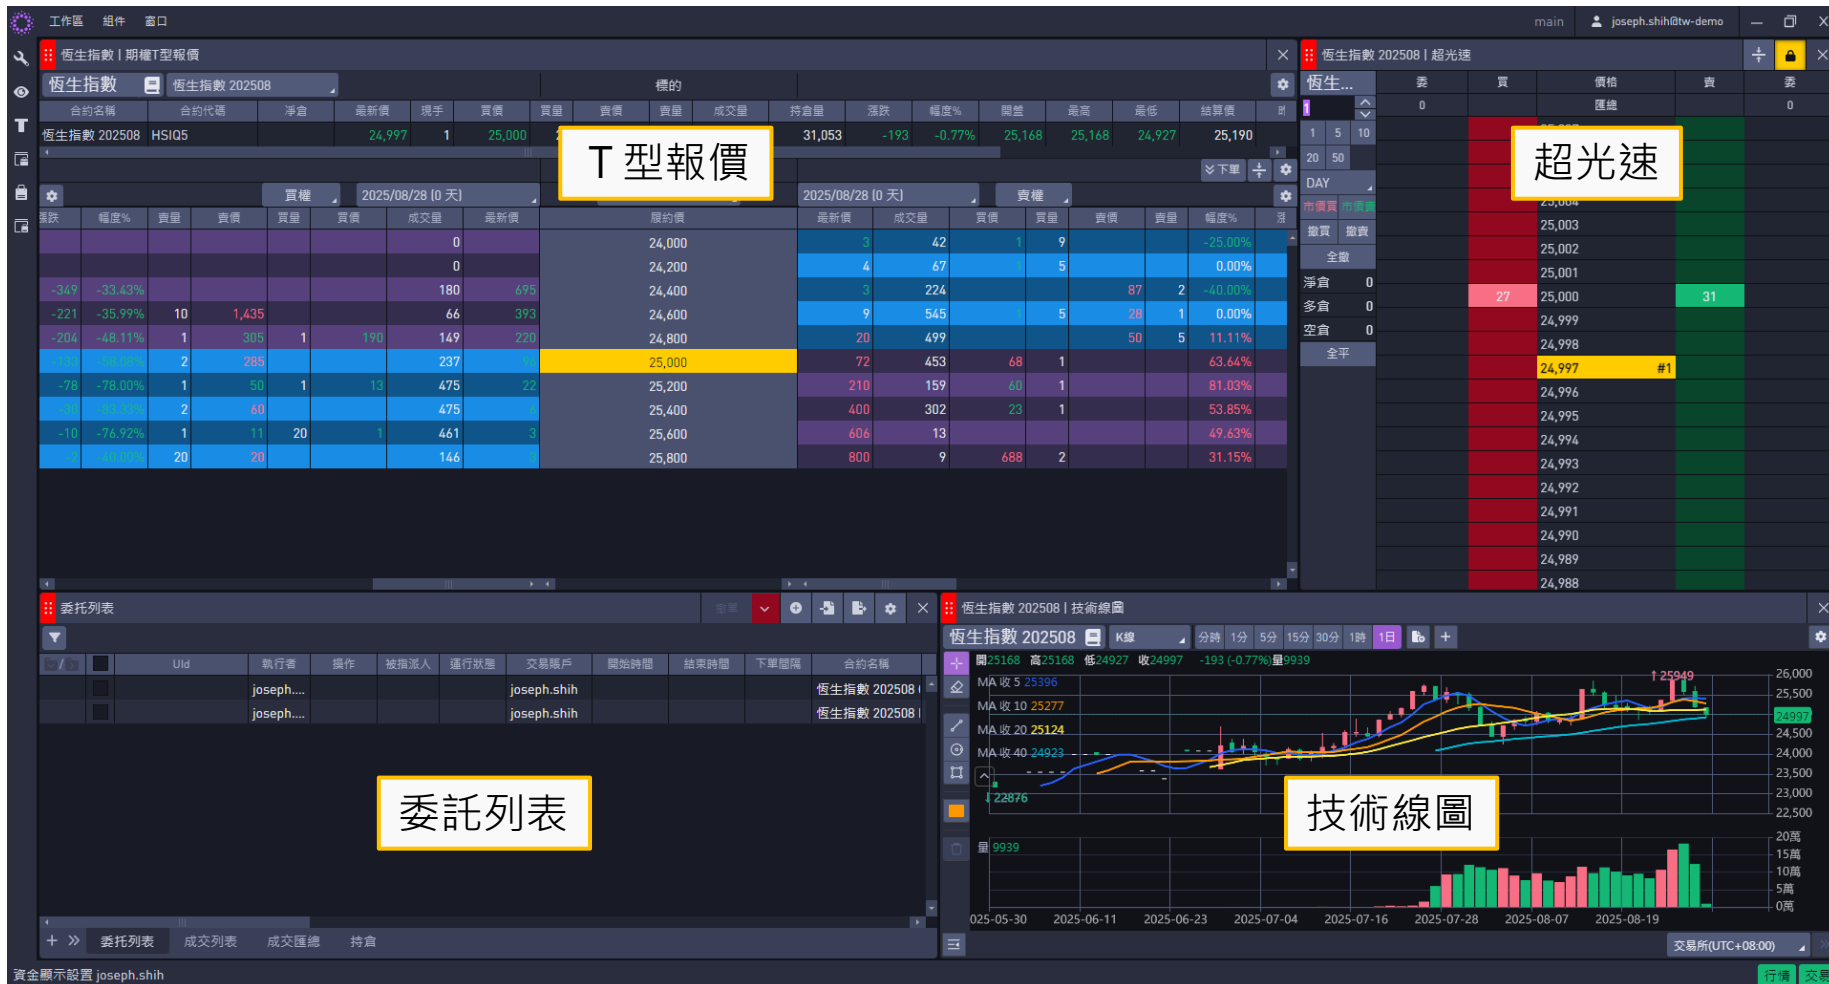 工作區 組件 窗口 main joseph.shih@tw-demo
恆生指數 | 期權T型報價
恆生指數 恆生指數 202508 標的
合約名稱 合約代碼 淨倉 最新價 現手 買價 買量 賣價 賣量 成交量 持倉量 漲跌 幅度% 開盤 最高 最低 結算價
恆生指數 202508 HSIQ5 24,997 1 25,000 31,053 -193 -0.77% 25,168 25,168 24,927 25,190
T 型報價
下單
買權 2025/08/28 (0 天) 2025/08/28 (0 天) 賣權
漲跌 幅度% 賣量 賣價 買量 買價 成交量 最新價 履約價 最新價 成交量 買價 買量 賣價 賣量 幅度%
0 24,000 3 42 1 9 -25.00%
0 24,200 4 67 1 5 0.00%
-349 -33.43% 180 695 24,400 3 224 87 2 -40.00%
-221 -35.99% 10 1,435 66 393 24,600 9 545 1 5 28 1 0.00%
-204 -48.11% 1 305 1 190 149 220 24,800 20 499 50 5 11.11%
-133 -58.08% 2 285 237 96 25,000 72 453 68 1 63.64%
-78 -78.00% 1 50 1 13 475 22 25,200 210 159 60 1 81.03%
-30 -83.33% 2 60 475 6 25,400 400 302 23 1 53.85%
-10 -76.92% 1 11 20 1 461 3 25,600 606 13 49.63%
-2 -40.00% 20 20 146 3 25,800 800 9 688 2 31.15%
恆生指數 202508 | 超光速
恆生... 委 買 價格 賣 委
1 0 匯總 0
1 5 10
20 50
DAY
市價買 市價賣
撤買 撤賣
全撤
淨倉 0
多倉 0
空倉 0
全平
超光速
25,004
25,003
25,002
25,001
27 25,000 31
24,999
24,998
24,997 #1
24,996
24,995
24,994
24,993
24,992
24,991
24,990
24,989
24,988
委托列表 撤單
UId 執行者 操作 被指派人 運行狀態 交易賬戶 開始時間 結束時間 下單間隔 合約名稱
joseph.... joseph.shih 恆生指數 202508
joseph.... joseph.shih 恆生指數 202508
委託列表
委托列表 成交列表 成交匯總 持倉
恆生指數 202508 | 技術線圖
恆生指數 202508 K線 分時 1分 5分 15分 30分 1時 1日
開25168 高25168 低24927 收24997 -193 (-0.77%)量9939
MA 收 5 25396
MA 收 10 25277
MA 收 20 25124
MA 收 40 24923
↑25949
↓22876
26,000
25,500
24997
24,500
24,000
23,500
23,000
22,500
技術線圖
量 9939
20萬
15萬
10萬
5萬
0萬
025-05-30 2025-06-11 2025-06-23 2025-07-04 2025-07-16 2025-07-28 2025-08-07 2025-08-19
交易所(UTC+08:00)
資金顯示設置 joseph.shih 行情 交易